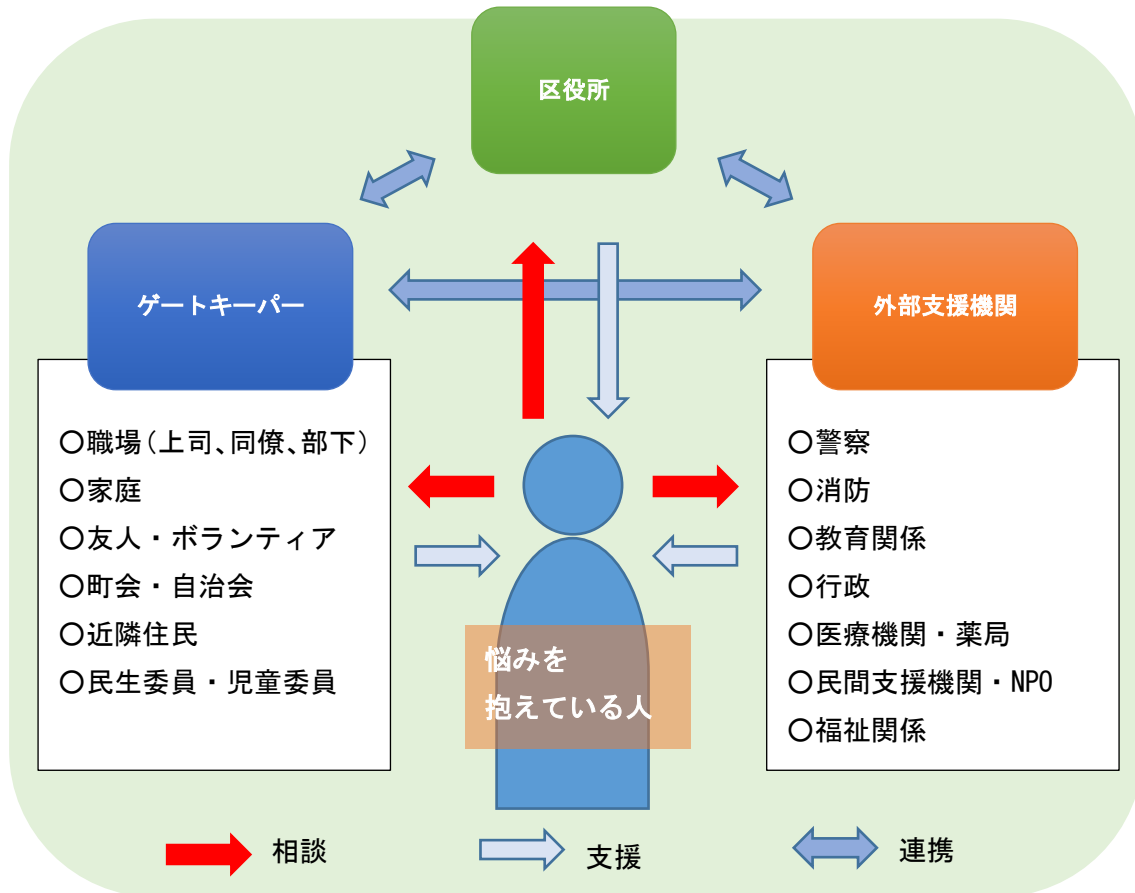 区役所
ゲートキーパー
外部支援機関
〇職場(上司、同僚、部下)
〇家庭
〇友人・ボランティア
〇町会・自治会
〇近隣住民
〇民生委員・児童委員
〇警察
〇消防
〇教育関係
〇行政
〇医療機関・薬局
〇民間支援機関・NPO
〇福祉関係
悩みを
抱えている人
相談
支援
連携